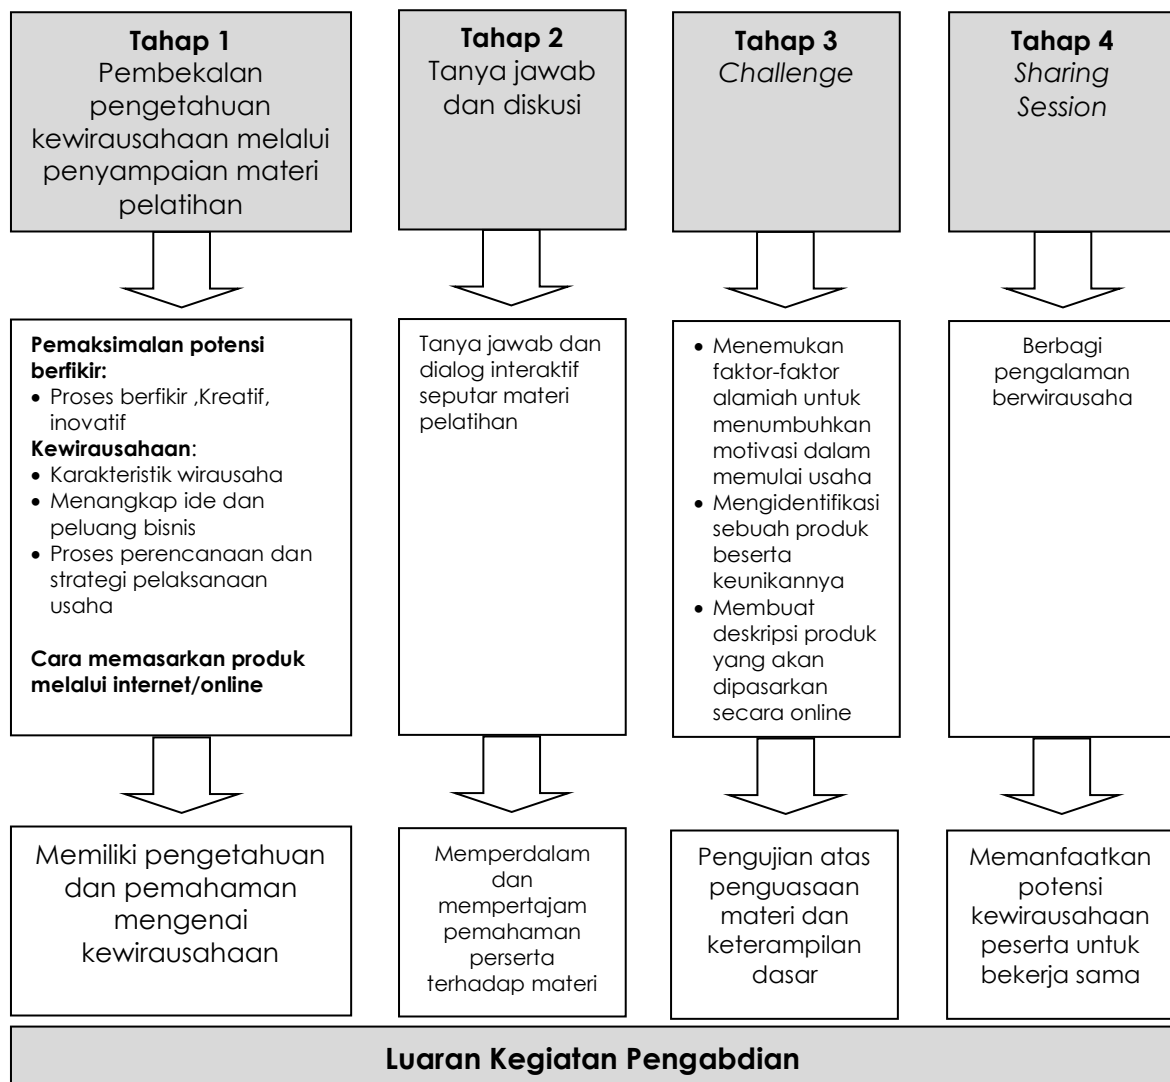 Tahap 1
Pembekalan
pengetahuan
kewirausahaan melalui
penyampaian materi
pelatihan
Tahap 2
Tanya jawab
dan diskusi
Tahap 3
Challenge
Tahap 4
Sharing
Session
Pemaksimalan potensi
berfikir:
• Proses berfikir ,Kreatif,
inovatif
Kewirausahaan:
• Karakteristik wirausaha
• Menangkap ide dan
peluang bisnis
• Proses perencanaan dan
strategi pelaksanaan
usaha
Cara memasarkan produk
melalui internet/online
Tanya jawab dan
dialog interaktif
seputar materi
pelatihan
• Menemukan
faktor-faktor
alamiah untuk
menumbuhkan
motivasi dalam
memulai usaha
• Mengidentifikasi
sebuah produk
beserta
keunikannya
• Membuat
deskripsi produk
yang akan
dipasarkan
secara online
Berbagi
pengalaman
berwirausaha
Memiliki pengetahuan
dan pemahaman
mengenai
kewirausahaan
Memperdalam
dan
mempertajam
pemahaman
perserta
terhadap materi
Pengujian atas
penguasaan
materi dan
keterampilan
dasar
Memanfaatkan
potensi
kewirausahaan
peserta untuk
bekerja sama
Luaran Kegiatan Pengabdian